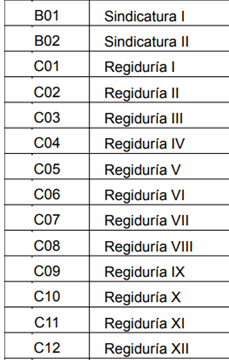 B01 Sindicatura I
B02 Sindicatura II
C01 Regiduría I
C02 Regiduría II
C03 Regiduría III
C04 Regiduría IV
C05 Regiduría V
C06 Regiduría VI
C07 Regiduría VII
C08 Regiduría VIII
C09 Regiduría IX
C10 Regiduría X
C11 Regiduría XI
C12 Regiduría XII